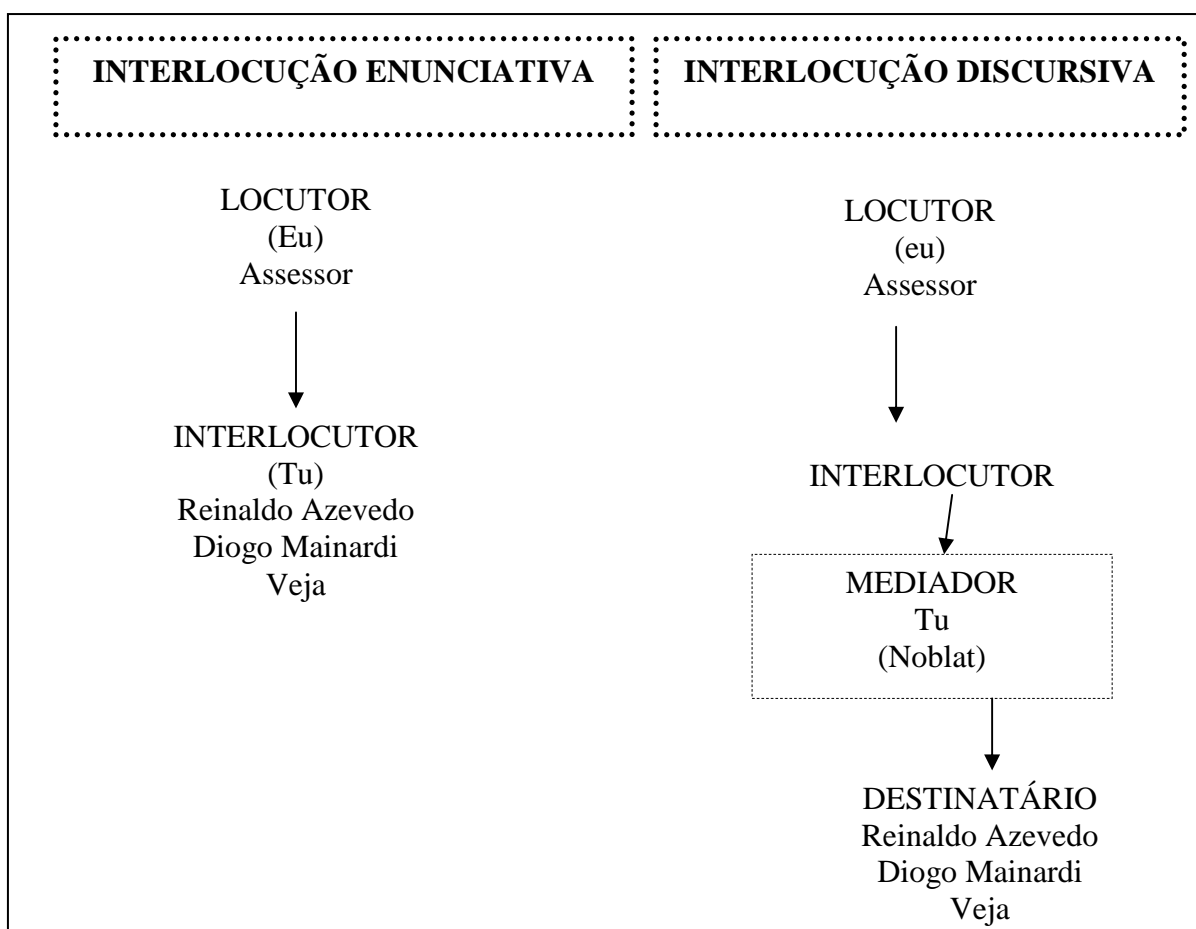 INTERLOCUÇÃO ENUNCIATIVA
LOCUTOR
(Eu)
Assessor
INTERLOCUTOR
(Tu)
Reinaldo Azevedo
Diogo Mainardi
Veja
INTERLOCUÇÃO DISCURSIVA
LOCUTOR
(eu)
Assessor
INTERLOCUTOR
MEDIADOR
Tu
(Noblat)
DESTINATÁRIO
Reinaldo Azevedo
Diogo Mainardi
Veja